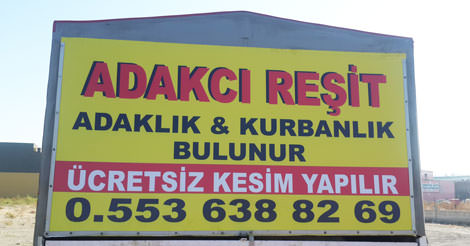 ADAKCI REŞİT
ADAKLIK & KURBANLIK
BULUNUR
ÜCRETSİZ KESİM YAPILIR
0.553 638 82 69